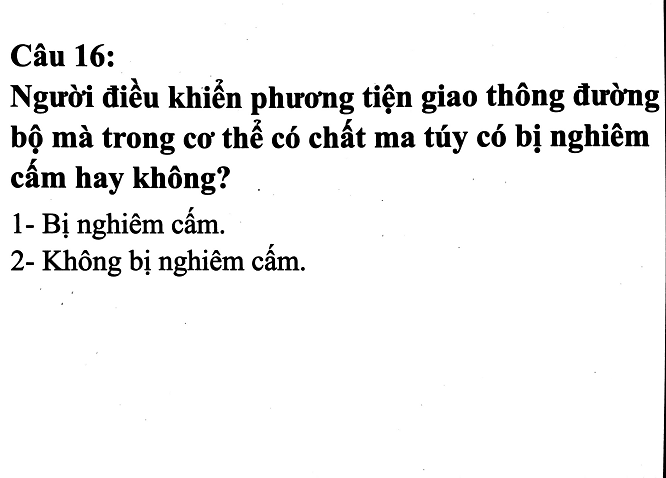 Câu 16:
Người điều khiển phương tiện giao thông đường
bộ mà trong cơ thể có chất ma túy có bị nghiêm
cấm hay không?
1- Bị nghiêm cấm.
2- Không bị nghiêm cấm.